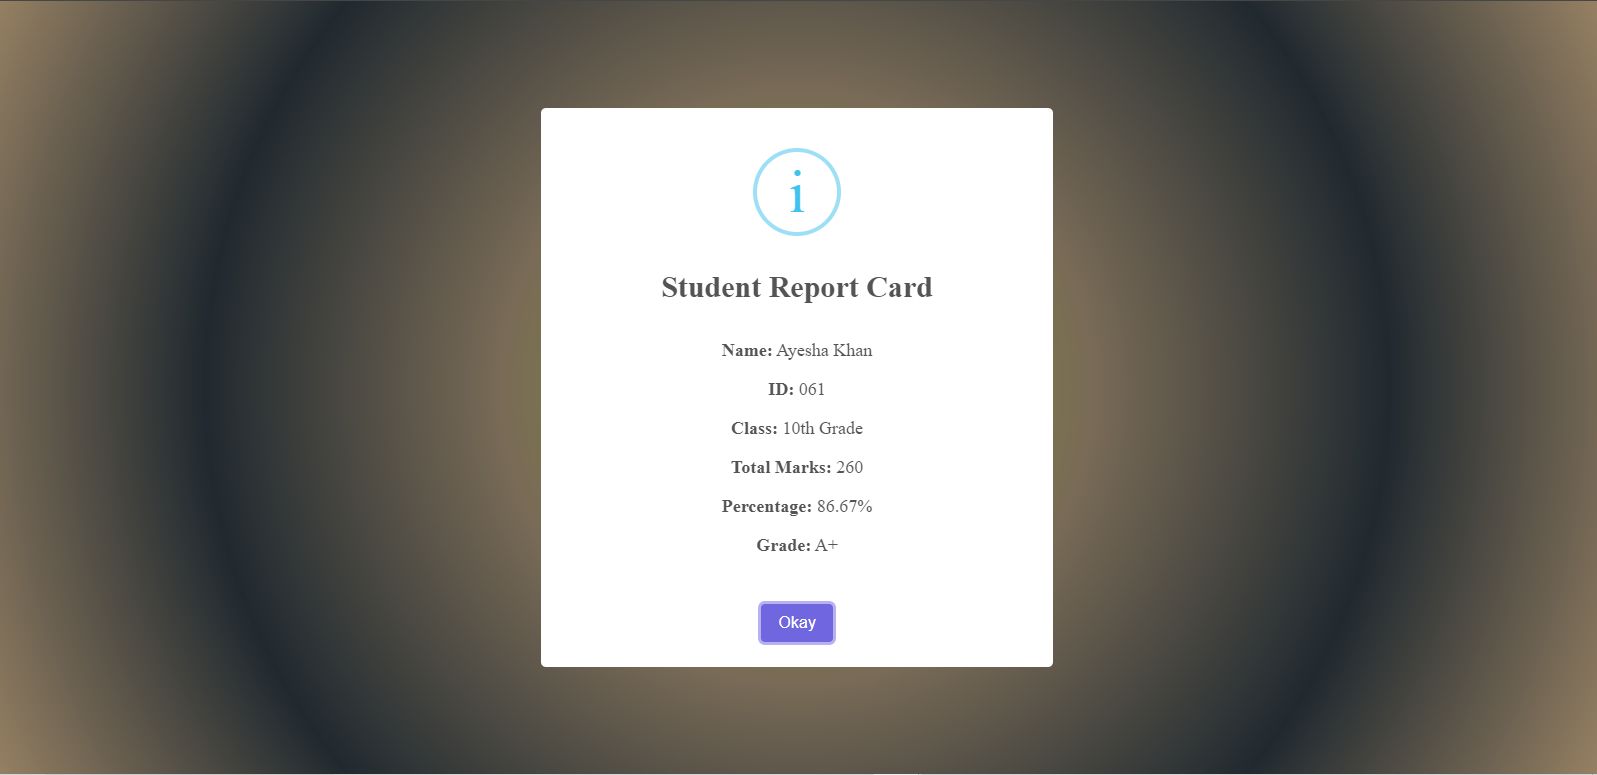 i
Student Report Card
Name: Ayesha Khan
ID: 061
Class: 10th Grade
Total Marks: 260
Percentage: 86.67%
Grade: A+
Okay